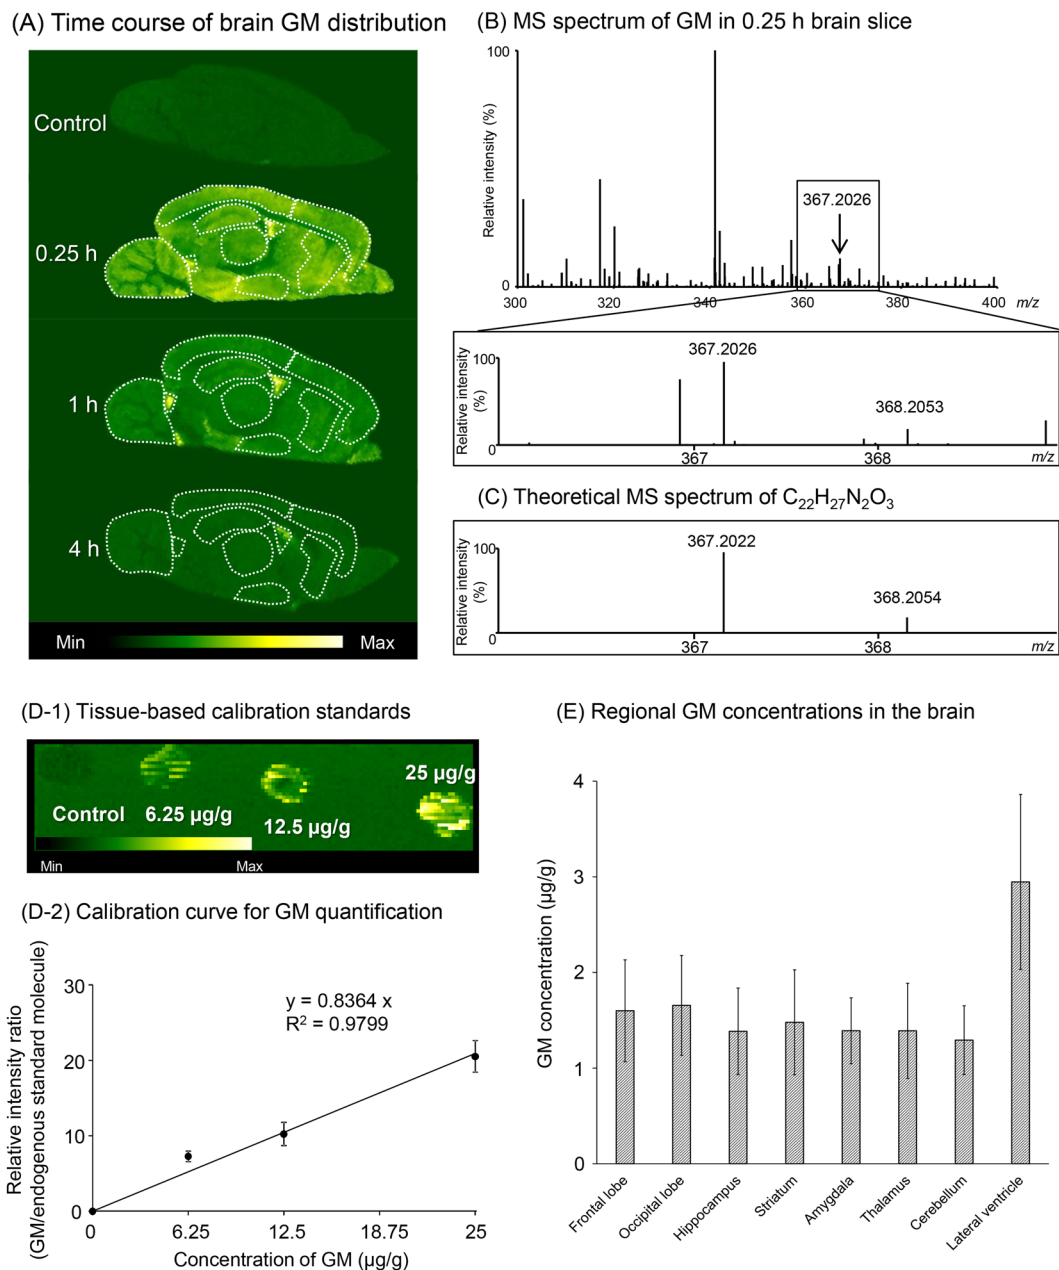 (A) Time course of brain GM distribution
Control
0.25 h
1 h
4 h
Min
Max
(B) MS spectrum of GM in 0.25 h brain slice
Relative intensity (%)
100
0
367.2026
300
320
340
360
380
400
m/z
Relative intensity
(%)
100
0
367.2026
368.2053
367
368
m/z
(C) Theoretical MS spectrum of C₂₂H₂₇N₂O₃
Relative intensity
(%)
100
0
367.2022
368.2054
367
368
m/z
(D-1) Tissue-based calibration standards
Control
6.25 µg/g
12.5 µg/g
25 µg/g
Min
Max
(D-2) Calibration curve for GM quantification
Relative intensity ratio
(GM/endogenous standard molecule)
30
20
10
0
y = 0.8364 x
R² = 0.9799
0
6.25
12.5
18.75
25
Concentration of GM (µg/g)
(E) Regional GM concentrations in the brain
GM concentration (µg/g)
4
3
2
1
0
Frontal lobe
Occipital lobe
Hippocampus
Striatum
Amygdala
Thalamus
Cerebellum
Lateral ventricle